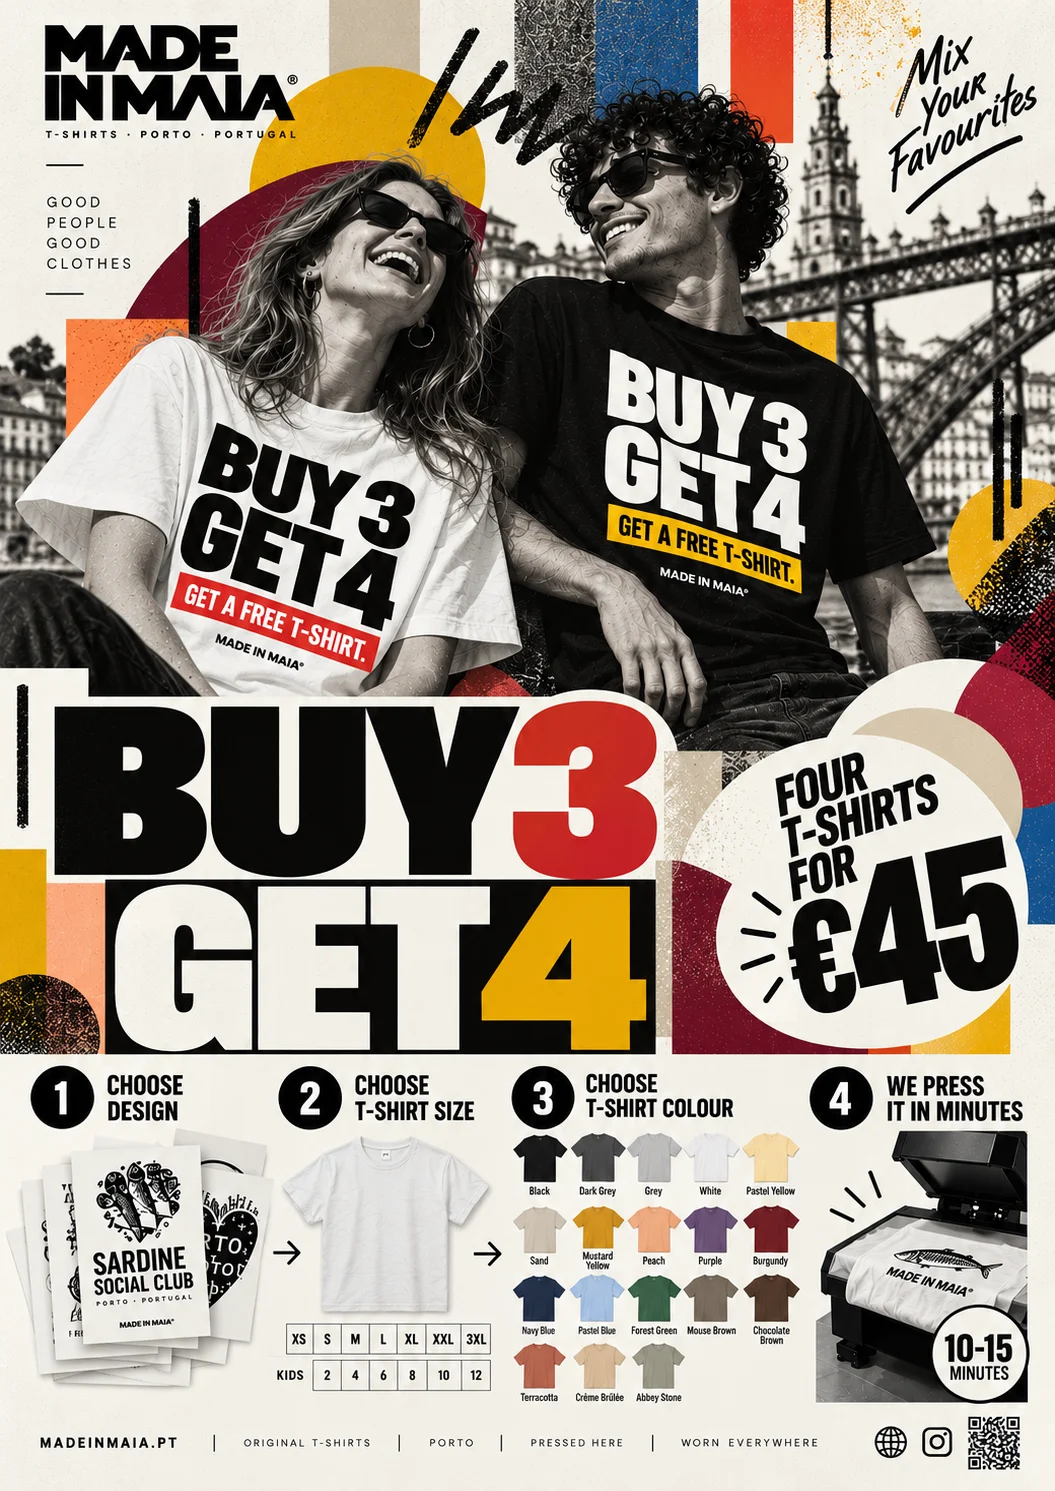 MADE
IN MAIA®
T-SHIRTS · PORTO · PORTUGAL
GOOD
PEOPLE
GOOD
CLOTHES
Mix
your
Favourites
BUY 3
GET 4
GET A FREE T-SHIRT.
MADE IN MAIA®
BUY 3
GET 4
GET A FREE T-SHIRT.
MADE IN MAIA®
BUY 3
GET 4
FOUR
T-SHIRTS
FOR
€45
1 CHOOSE
DESIGN
SARDINE
SOCIAL CLUB
PORTO · PORTUGAL
MADE IN MAIA®
2 CHOOSE
T-SHIRT SIZE
XS S M L XL XXL 3XL
KIDS 2 4 6 8 10 12
3 CHOOSE
T-SHIRT COLOUR
Black Dark Grey Grey White Pastel Yellow
Sand Mustard Yellow Peach Purple Burgundy
Navy Blue Pastel Blue Forest Green Mouse Brown Chocolate Brown
Terracotta Crème Brûlée Abbey Stone
4 WE PRESS
IT IN MINUTES
MADE IN MAIA®
10-15
MINUTES
MADEINMAIA.PT | ORIGINAL T-SHIRTS | PORTO | PRESSED HERE | WORN EVERYWHERE